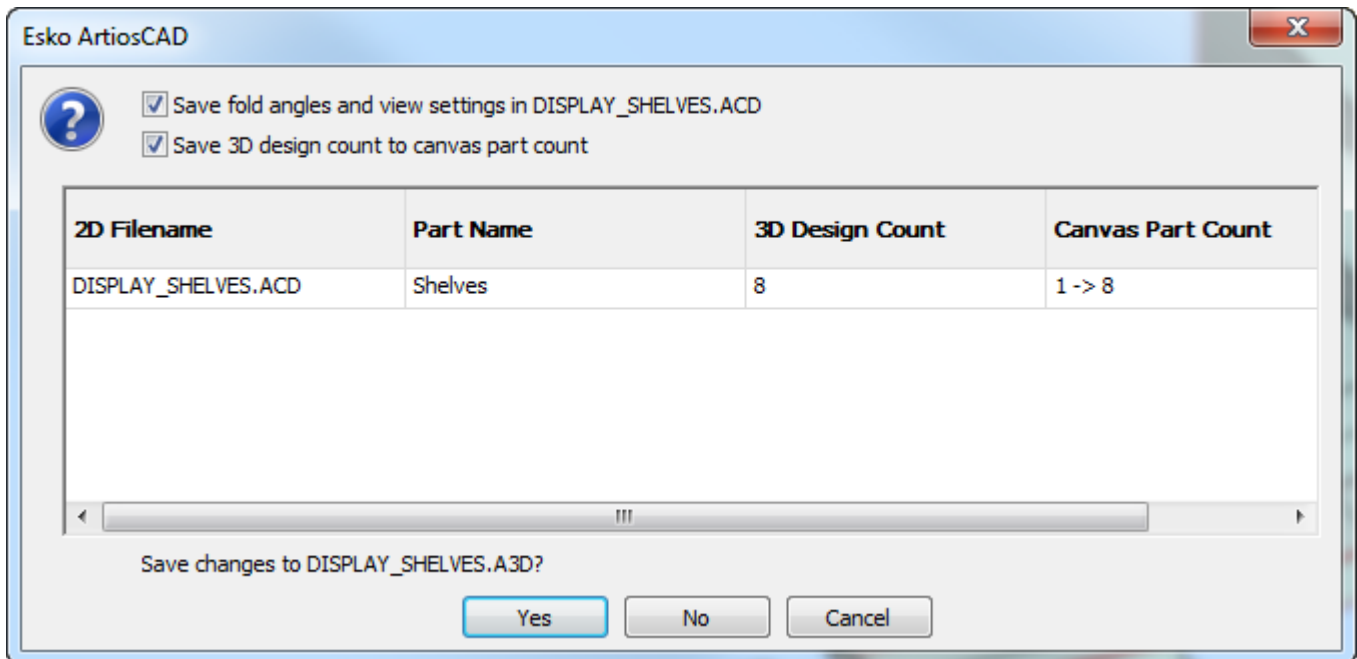 Esko ArtiosCAD
Save fold angles and view settings in DISPLAY_SHELVES.ACD
Save 3D design count to canvas part count
2D Filename Part Name 3D Design Count Canvas Part Count
DISPLAY_SHELVES.ACD Shelves 8 1 -> 8
Save changes to DISPLAY_SHELVES.A3D?
Yes No Cancel